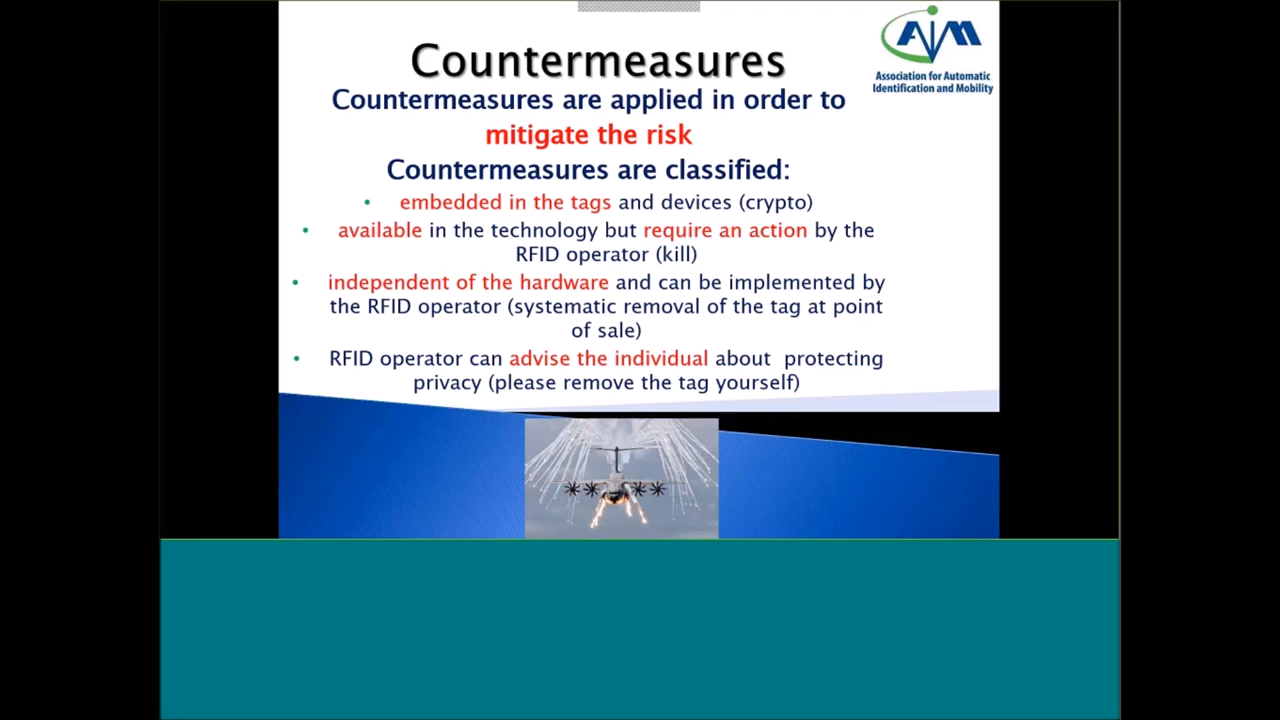 AIM
Association for Automatic
Identification and Mobility
Countermeasures
Countermeasures are applied in order to
mitigate the risk
Countermeasures are classified:
• embedded in the tags and devices (crypto)
• available in the technology but require an action by the
RFID operator (kill)
• independent of the hardware and can be implemented by
the RFID operator (systematic removal of the tag at point
of sale)
• RFID operator can advise the individual about protecting
privacy (please remove the tag yourself)